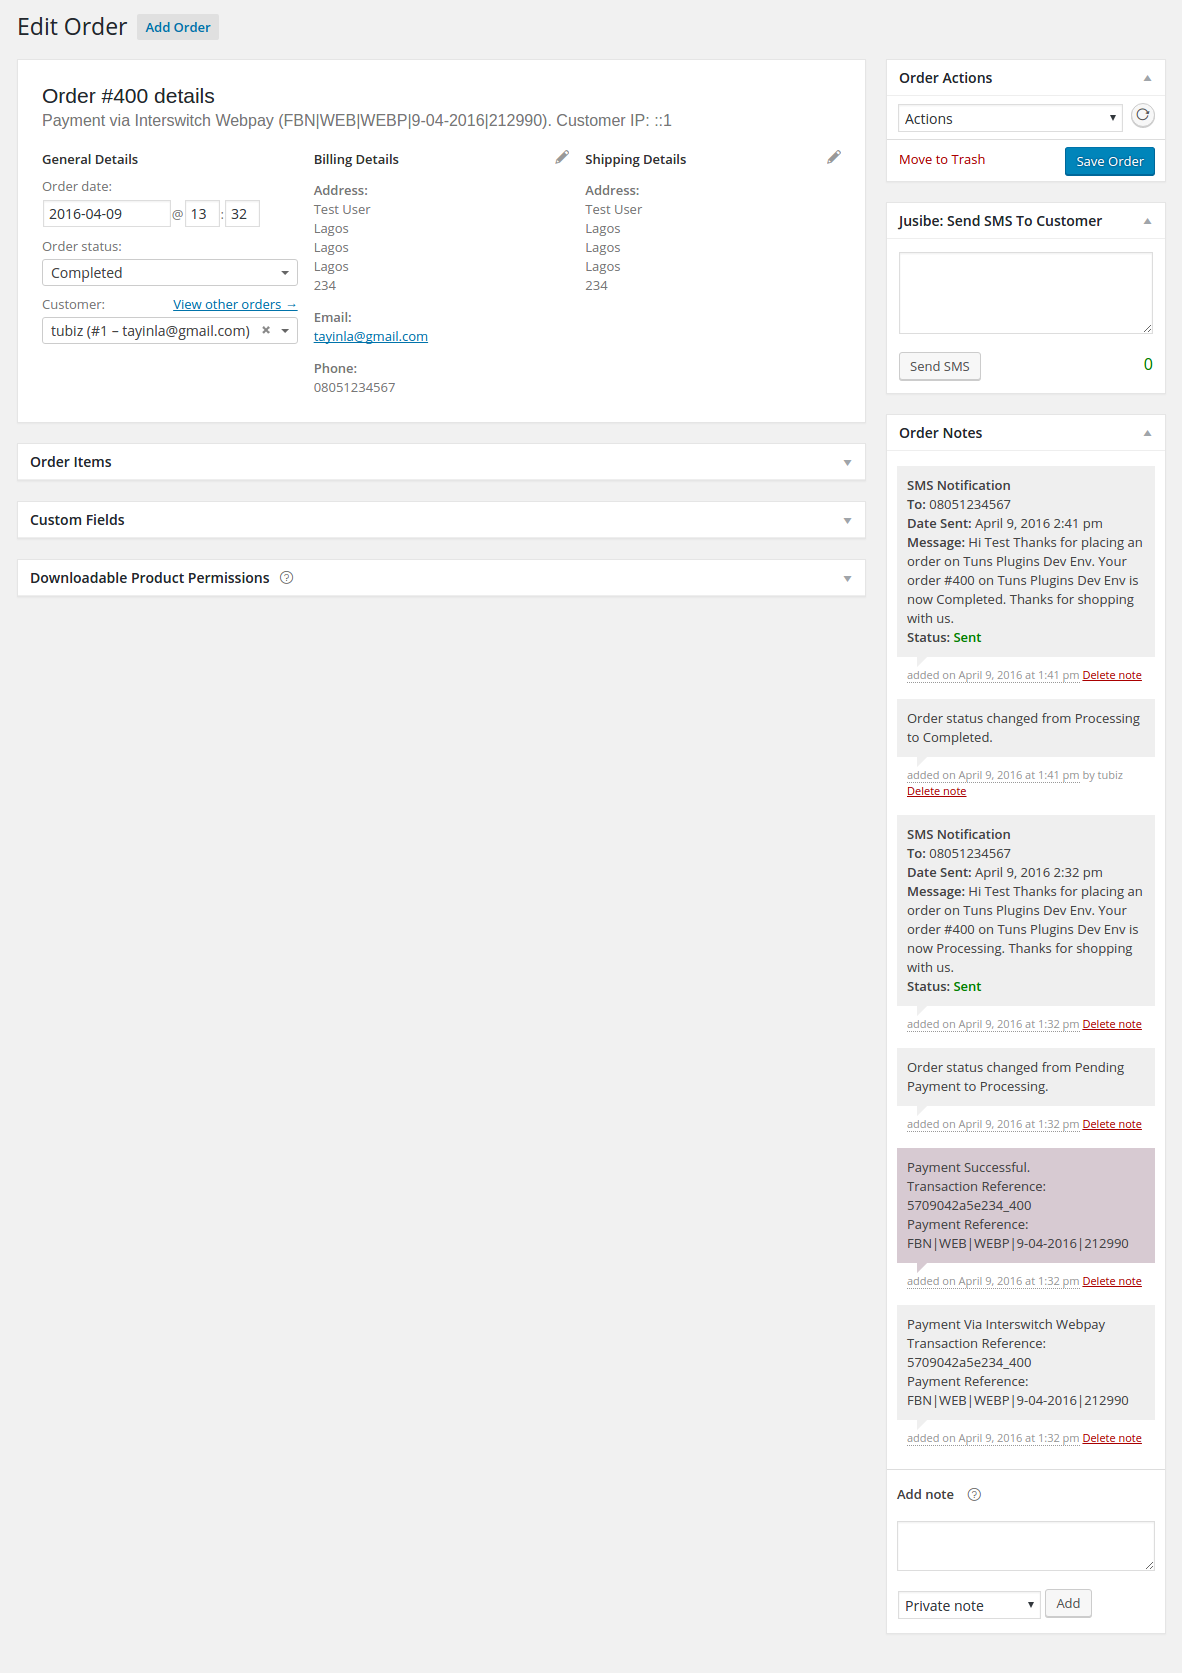 Edit Order
Add Order
Order #400 details
Payment via Interswitch Webpay (FBN|WEB|WEBP|9-04-2016|212990). Customer IP: ::1
General Details
Order date:
2016-04-09 @ 13 : 32
Order status:
Completed
Customer:
View other orders →
tubiz (#1 – tayinla@gmail.com) ×
Billing Details
Address:
Test User
Lagos
Lagos
Lagos
234
Email:
tayinla@gmail.com
Phone:
08051234567
Shipping Details
Address:
Test User
Lagos
Lagos
Lagos
234
Order Items
Custom Fields
Downloadable Product Permissions ?
Order Actions
Actions
Move to Trash
Save Order
Jusibe: Send SMS To Customer
Send SMS
0
Order Notes
SMS Notification
To: 08051234567
Date Sent: April 9, 2016 2:41 pm
Message: Hi Test Thanks for placing an
order on Tuns Plugins Dev Env. Your
order #400 on Tuns Plugins Dev Env is
now Completed. Thanks for shopping
with us.
Status: Sent
added on April 9, 2016 at 1:41 pm Delete note
Order status changed from Processing
to Completed.
added on April 9, 2016 at 1:41 pm by tubiz
Delete note
SMS Notification
To: 08051234567
Date Sent: April 9, 2016 2:32 pm
Message: Hi Test Thanks for placing an
order on Tuns Plugins Dev Env. Your
order #400 on Tuns Plugins Dev Env is
now Processing. Thanks for shopping
with us.
Status: Sent
added on April 9, 2016 at 1:32 pm Delete note
Order status changed from Pending
Payment to Processing.
added on April 9, 2016 at 1:32 pm Delete note
Payment Successful.
Transaction Reference:
5709042a5e234_400
Payment Reference:
FBN|WEB|WEBP|9-04-2016|212990
added on April 9, 2016 at 1:32 pm Delete note
Payment Via Interswitch Webpay
Transaction Reference:
5709042a5e234_400
Payment Reference:
FBN|WEB|WEBP|9-04-2016|212990
added on April 9, 2016 at 1:32 pm Delete note
Add note ?
Private note
Add